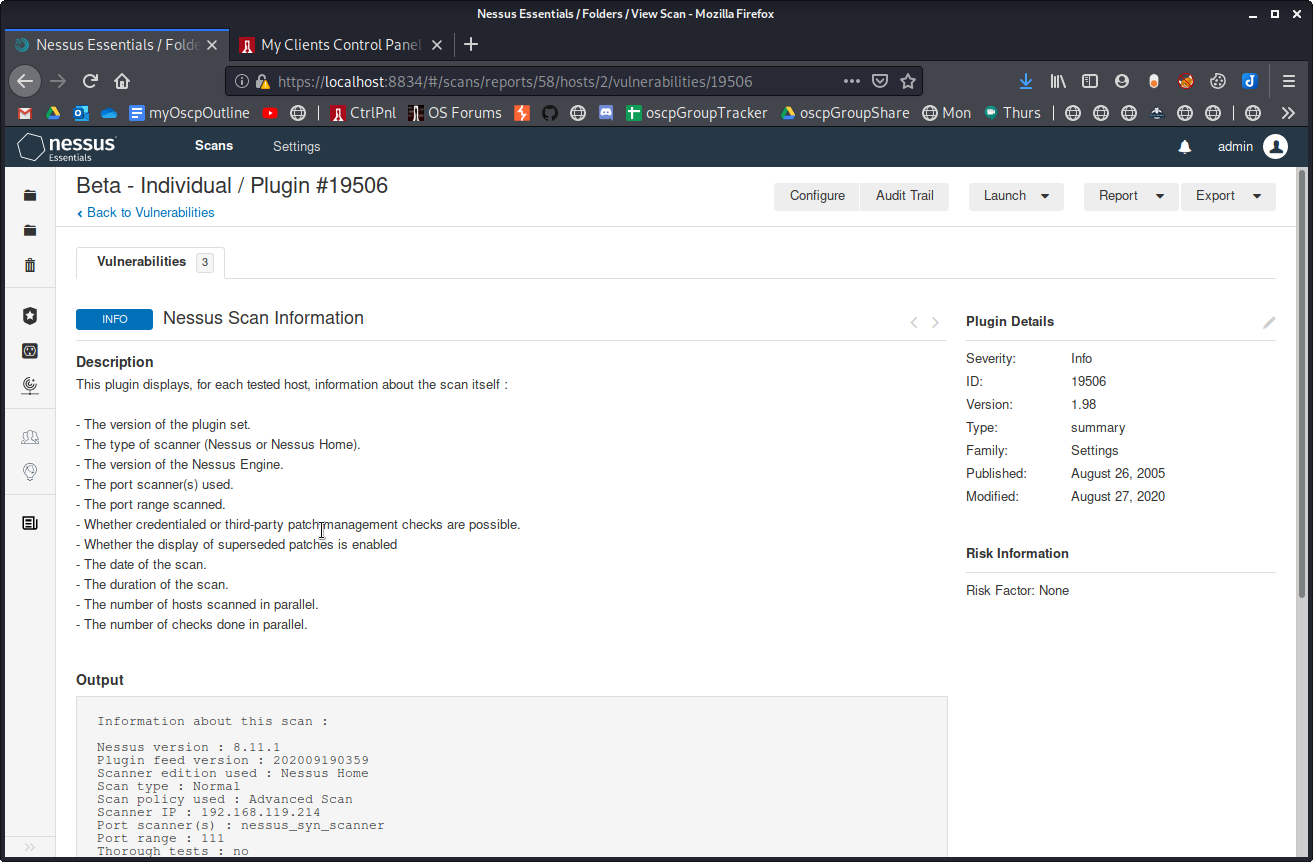 Nessus Essentials / Folders / View Scan - Mozilla Firefox
Nessus Essentials / Folde
My Clients Control Panel
https://localhost:8834/#/scans/reports/58/hosts/2/vulnerabilities/19506
myOscpOutline CtrlPnl OS Forums oscpGroupTracker oscpGroupShare Mon Thurs
nessus Essentials
Scans Settings admin
Beta - Individual / Plugin #19506
Back to Vulnerabilities
Configure Audit Trail Launch Report Export
Vulnerabilities 3
INFO Nessus Scan Information
Description
This plugin displays, for each tested host, information about the scan itself :
- The version of the plugin set.
- The type of scanner (Nessus or Nessus Home).
- The version of the Nessus Engine.
- The port scanner(s) used.
- The port range scanned.
- Whether credentialed or third-party patch management checks are possible.
- Whether the display of superseded patches is enabled
- The date of the scan.
- The duration of the scan.
- The number of hosts scanned in parallel.
- The number of checks done in parallel.
Output
Information about this scan :
Nessus version : 8.11.1
Plugin feed version : 202009190359
Scanner edition used : Nessus Home
Scan type : Normal
Scan policy used : Advanced Scan
Scanner IP : 192.168.119.214
Port scanner(s) : nessus_syn_scanner
Port range : 111
Thorough tests : no
Plugin Details
Severity: Info
ID: 19506
Version: 1.98
Type: summary
Family: Settings
Published: August 26, 2005
Modified: August 27, 2020
Risk Information
Risk Factor: None